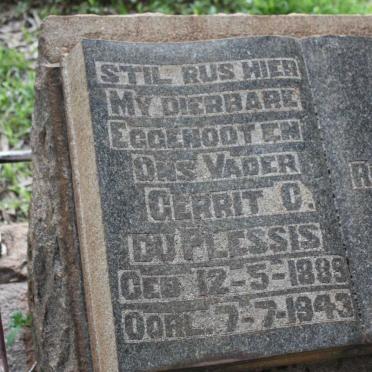 STIL RUS HIER
MY DIERBARE
EGGENOOT EN
ONS VADER
GERRIT C.
DU PLESSIS
GEB. 12-5-1889
OORL. 7-7-1943